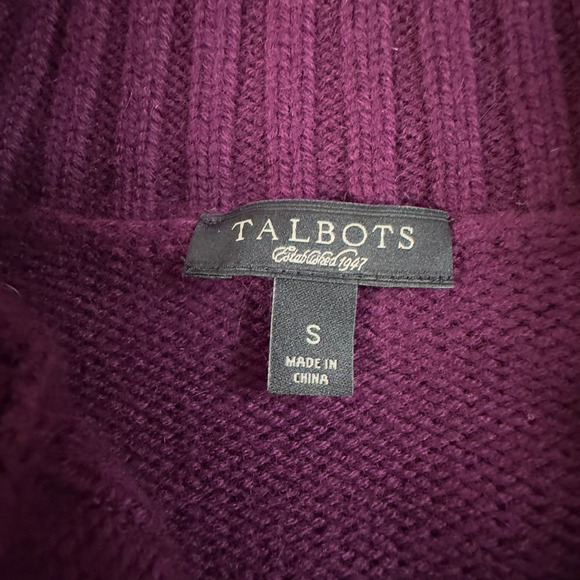 TALBOTS
Established 1947
S
MADE IN
CHINA